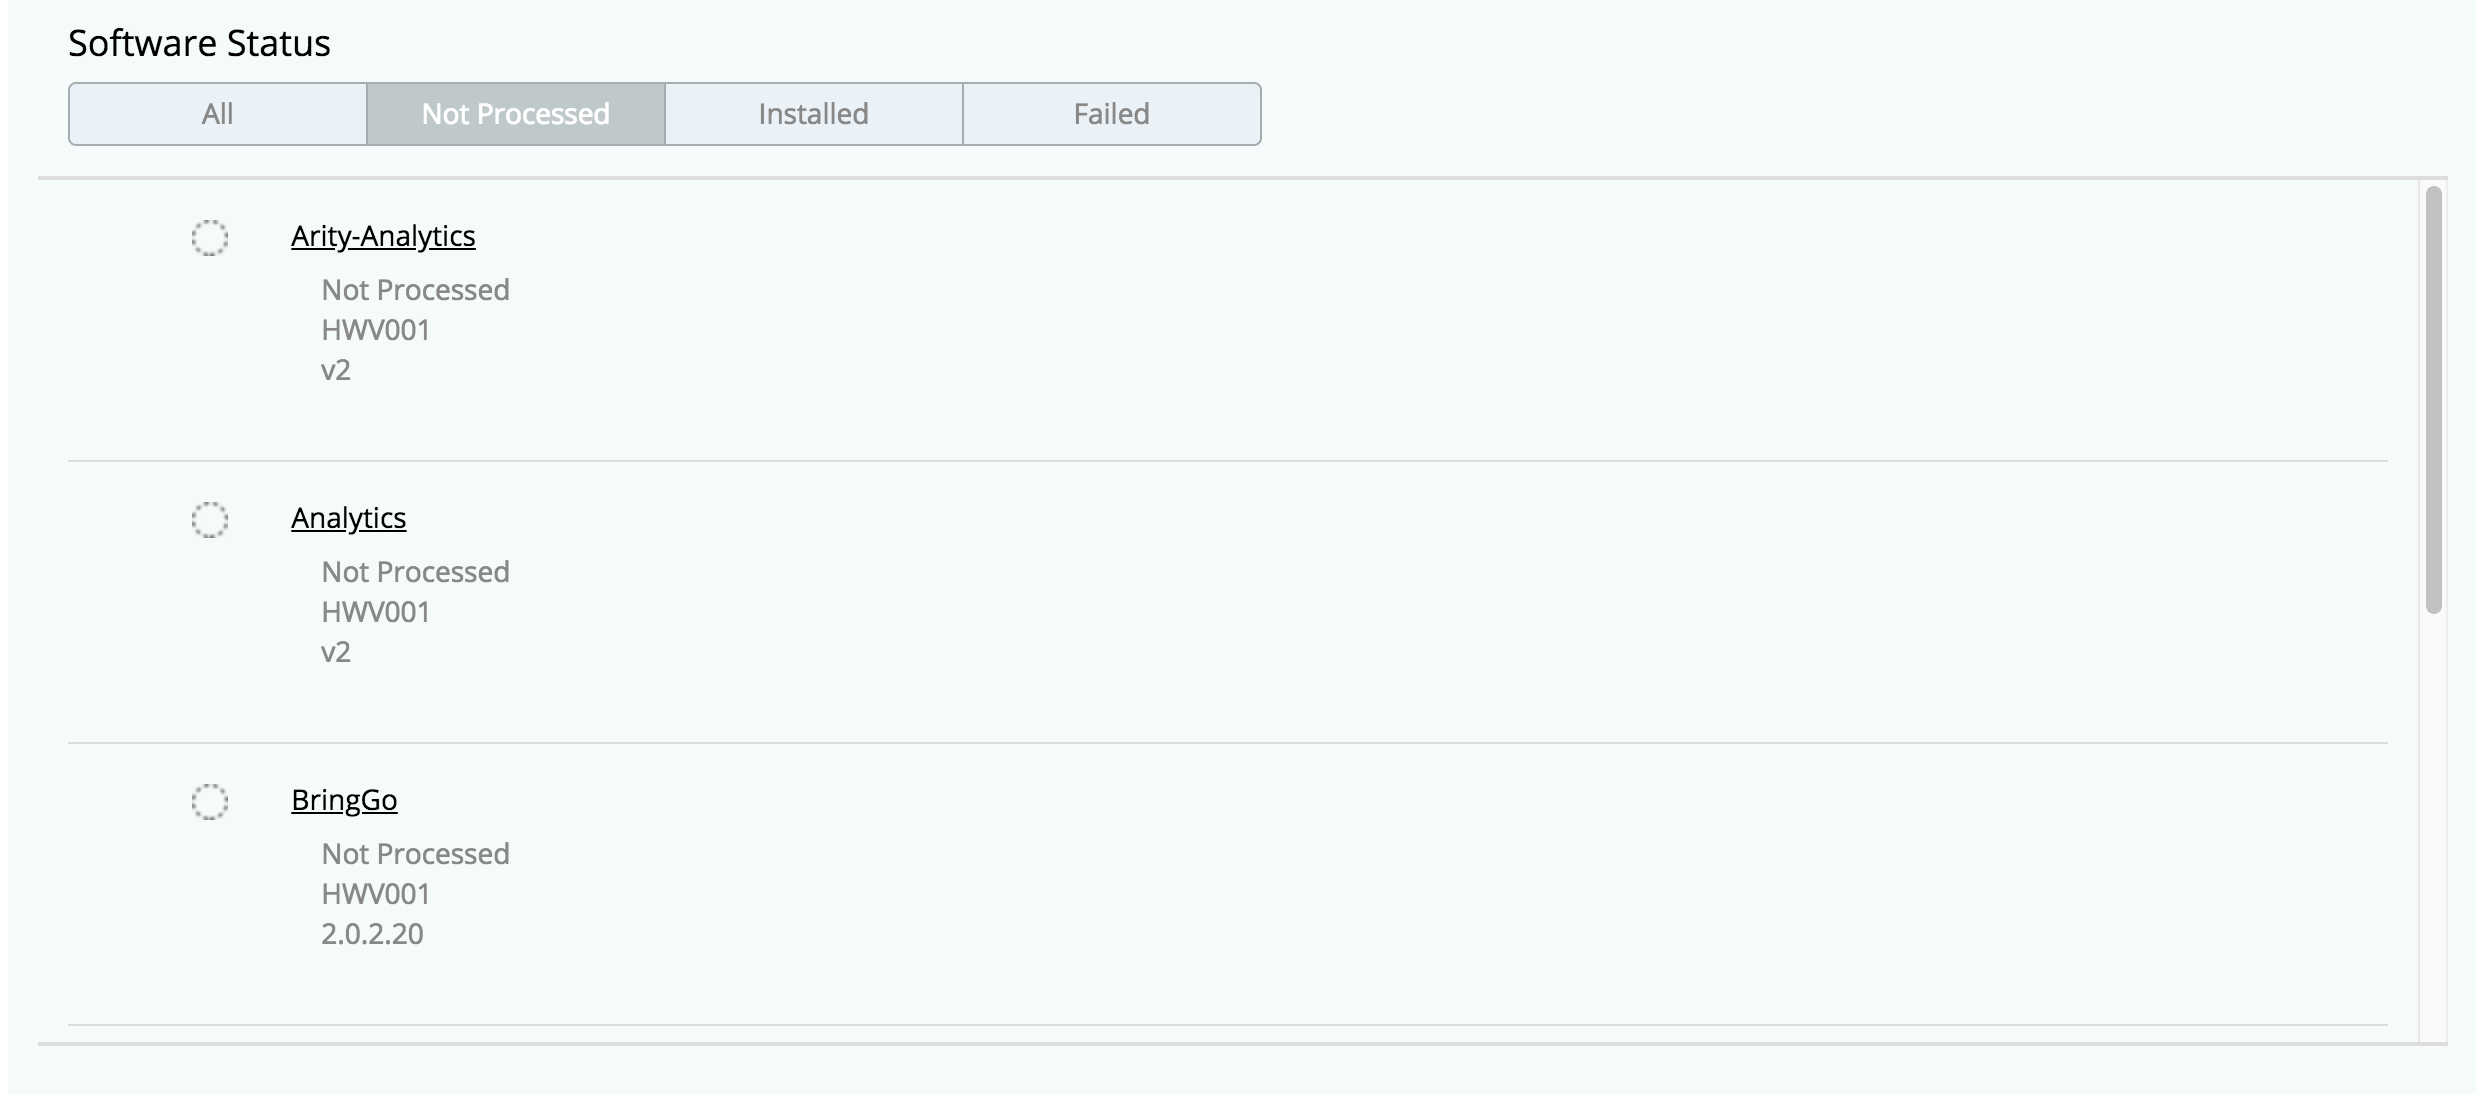 Software Status
All Not Processed Installed Failed
Arity-Analytics
Not Processed
HWV001
v2
Analytics
Not Processed
HWV001
v2
BringGo
Not Processed
HWV001
2.0.2.20